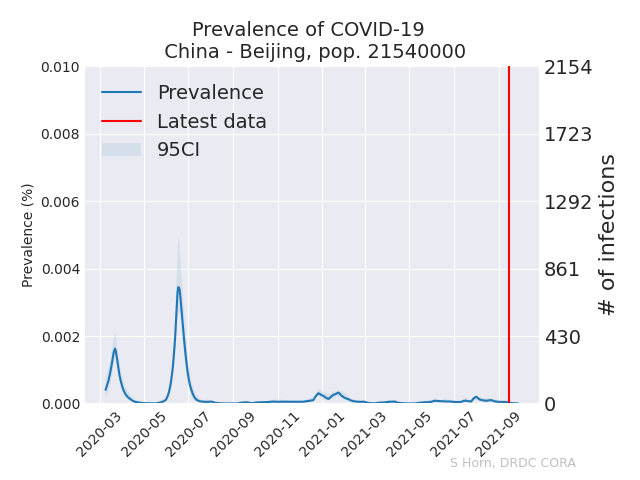 Prevalence of COVID-19
China - Beijing, pop. 21540000
Prevalence
Latest data
95CI
0.010
0.008
0.006
0.004
0.002
0.000
Prevalence (%)
2154
1723
1292
861
430
0
# of infections
2020-03
2020-05
2020-07
2020-09
2020-11
2021-01
2021-03
2021-05
2021-07
2021-09
S Horn, DRDC CORA